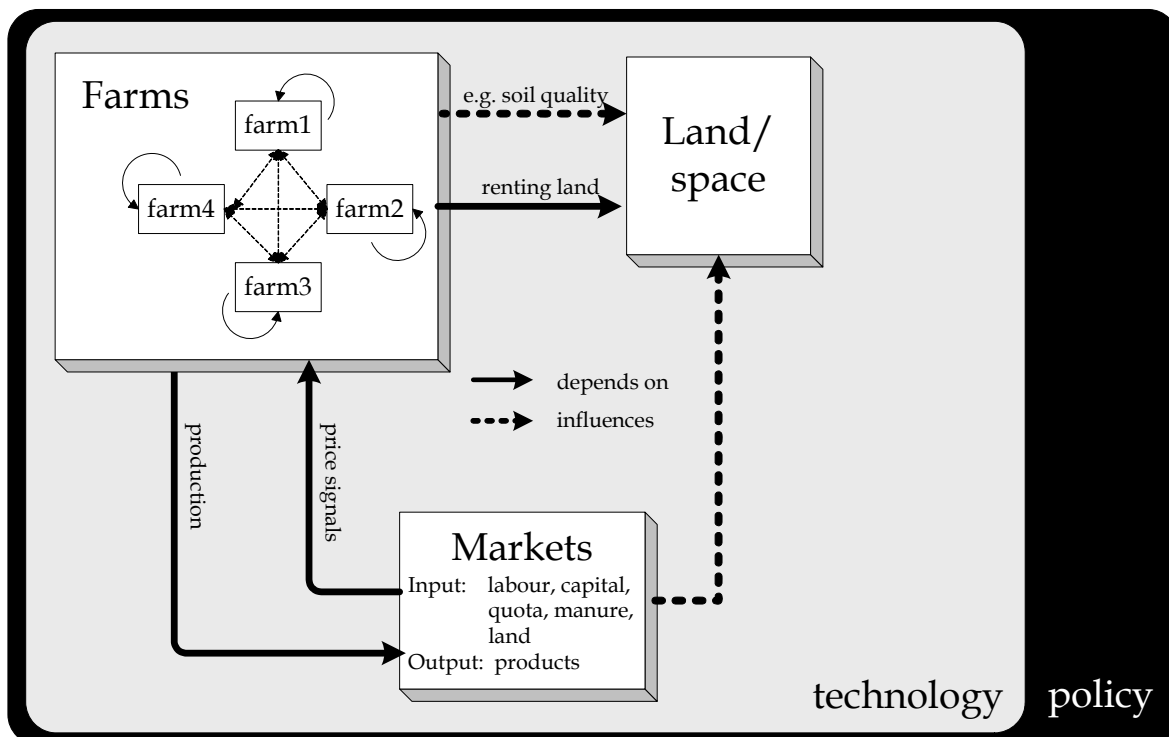 Farms
farm1
farm4
farm2
farm3
e.g. soil quality
renting land
Land/
space
depends on
influences
production
price signals
Markets
Input: labour, capital,
quota, manure,
land
Output: products
technology
policy